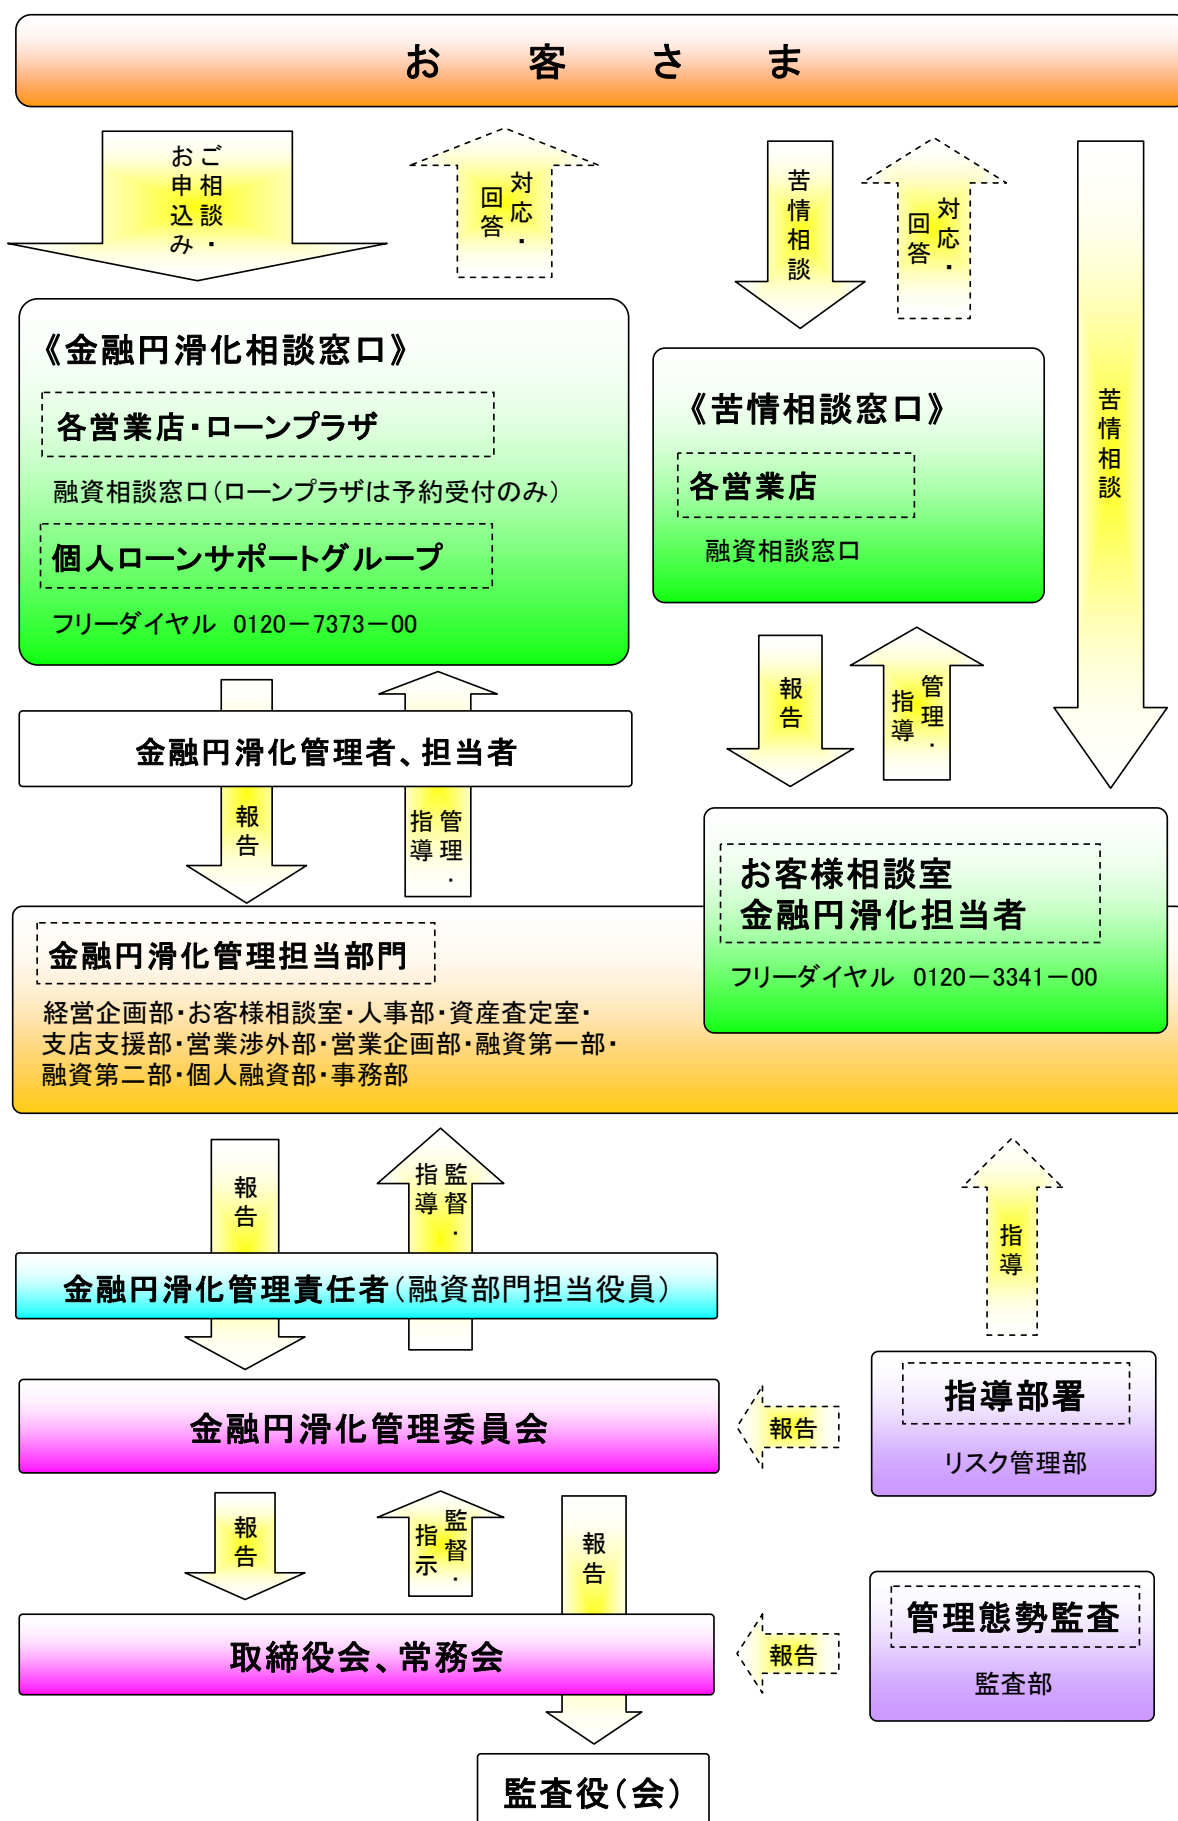 お客さま
ご相談・
お申込み
対応・
回答
苦情相談
対応・
回答
苦情相談
《金融円滑化相談窓口》
各営業店・ローンプラザ
融資相談窓口（ローンプラザは予約受付のみ）
個人ローンサポートグループ
フリーダイヤル 0120－7373－00
《苦情相談窓口》
各営業店
融資相談窓口
報告
管理・
指導
金融円滑化管理者、担当者
報告
管理・
指導
お客様相談室
金融円滑化担当者
フリーダイヤル 0120－3341－00
金融円滑化管理担当部門
経営企画部・お客様相談室・人事部・資産査定室・
支店支援部・営業渉外部・営業企画部・融資第一部・
融資第二部・個人融資部・事務部
報告
監督・
指導
指導
金融円滑化管理責任者（融資部門担当役員）
金融円滑化管理委員会
報告
指導部署
リスク管理部
報告
監督・
指示
報告
取締役会、常務会
報告
管理態勢監査
監査部
監査役（会）